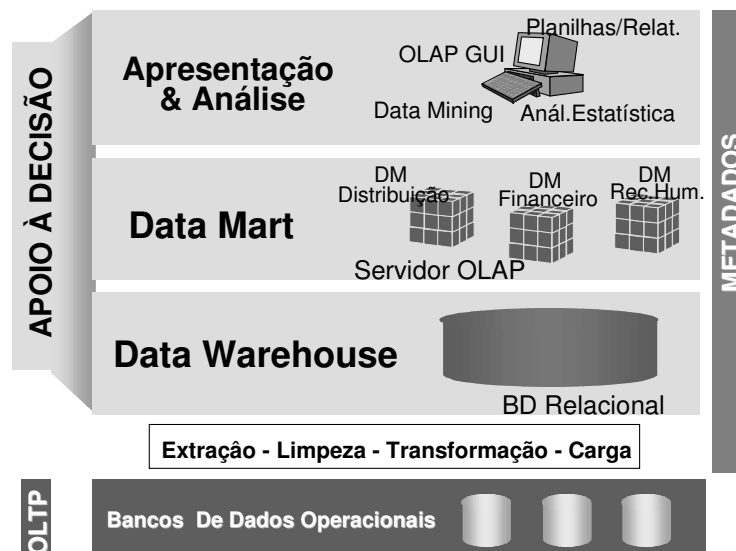 APOIO À DECISÃO
Apresentação
& Análise
Planilhas/Relat.
OLAP GUI
Data Mining
Anál.Estatística
METADADOS
Data Mart
DM
Distribuição
DM
Financeiro
DM
Rec.Hum.
Servidor OLAP
Data Warehouse
BD Relacional
Extraçâo - Limpeza - Transformação - Carga
OLTP
Bancos De Dados Operacionais